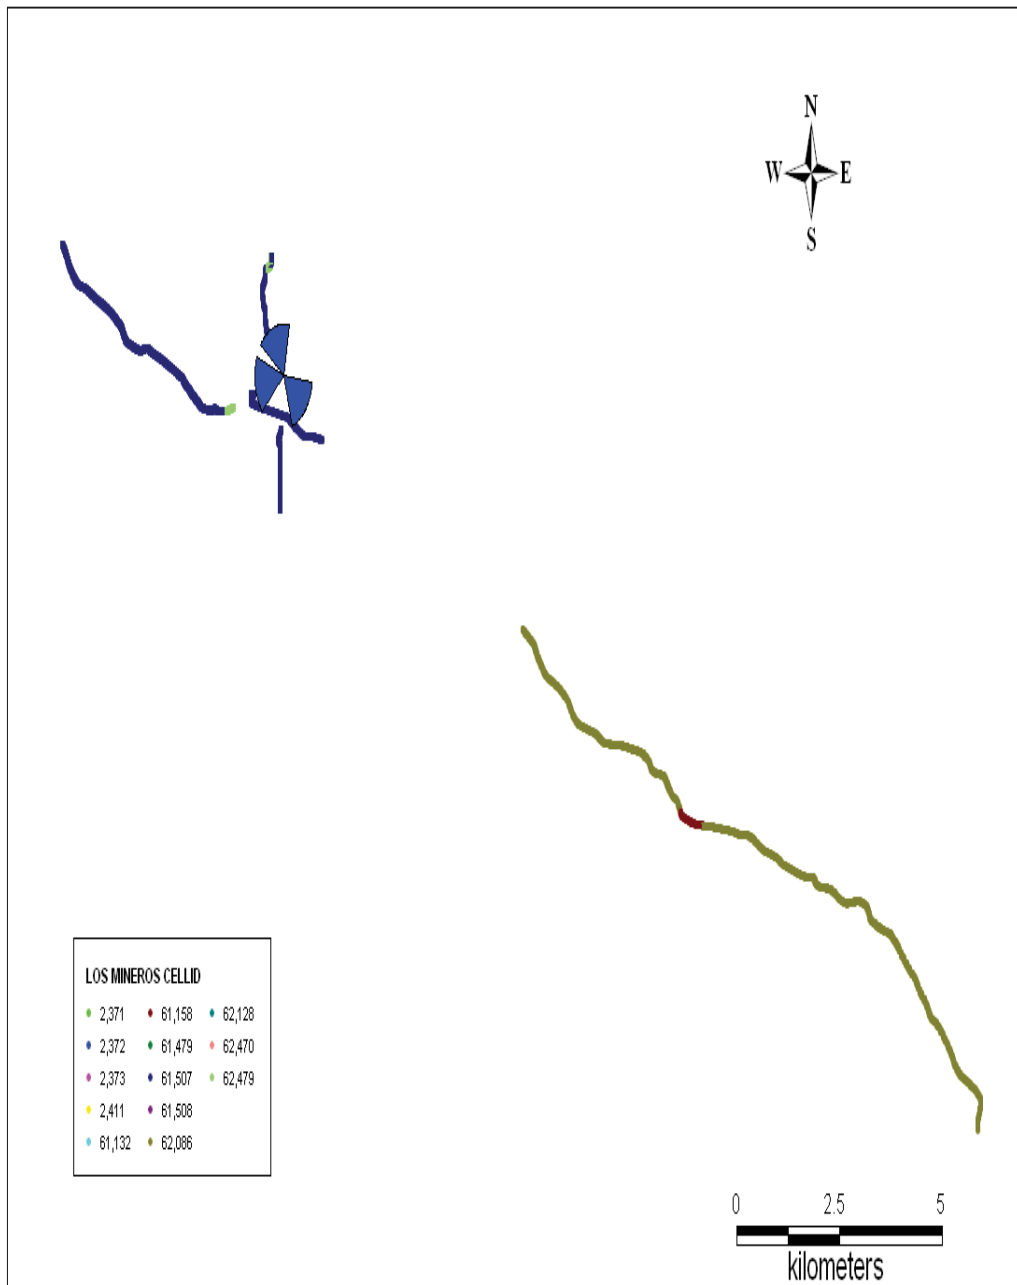 N
W E
S
LOS MINEROS CELLID
2,371 61,158 62,128
2,372 61,479 62,470
2,373 61,507 62,479
2,411 61,508
61,132 62,086
0 2.5 5
kilometers